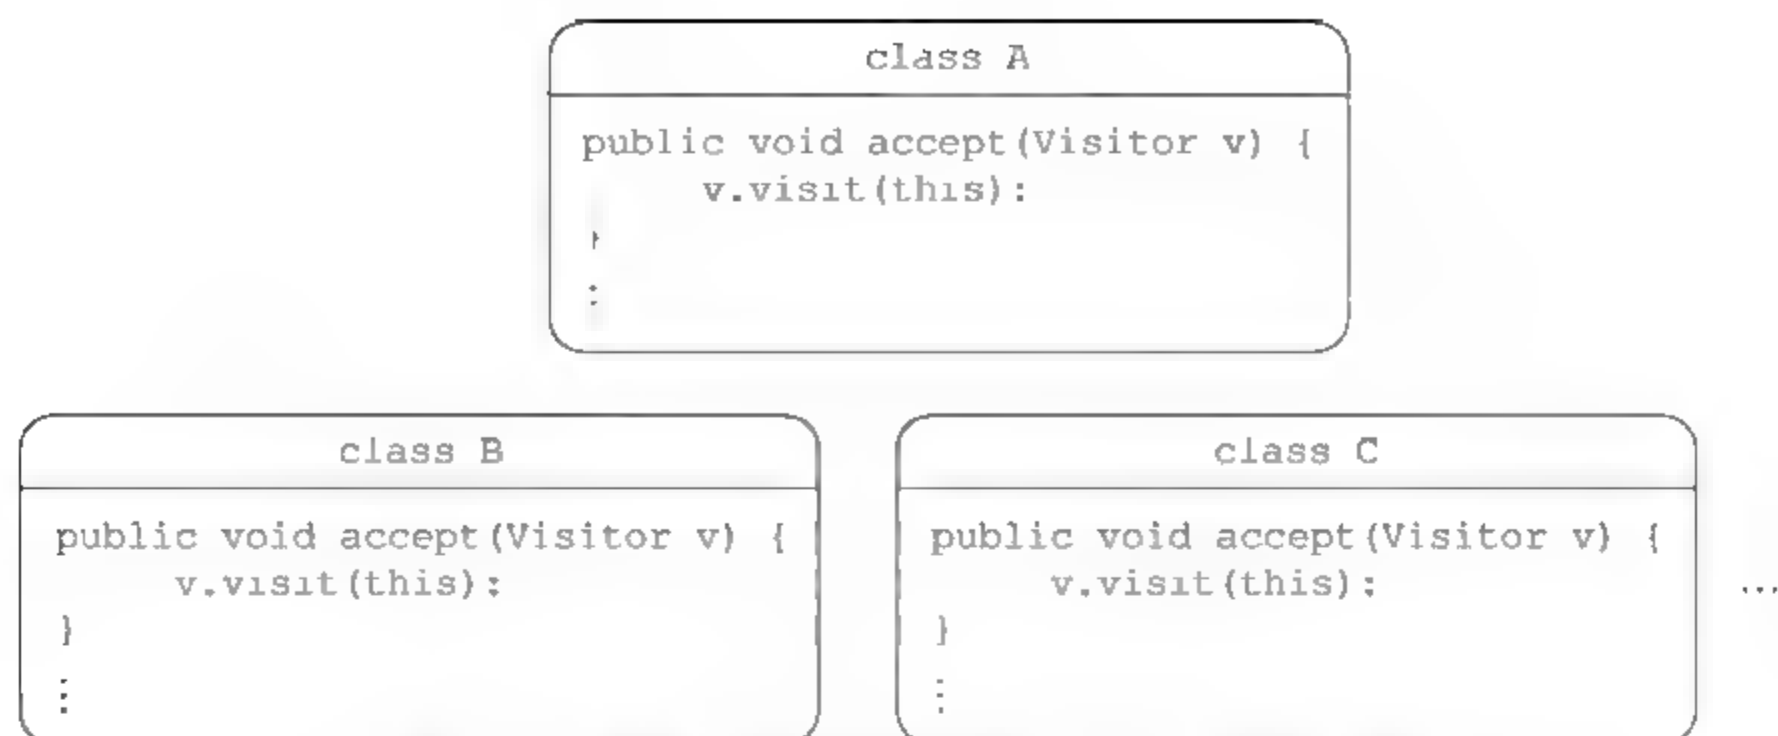 class A
public void accept(Visitor v) {
v.visit(this):
}
⋮
class B
public void accept(Visitor v) {
v.visit(this):
}
⋮
class C
public void accept(Visitor v) {
v.visit(this):
}
⋮
...